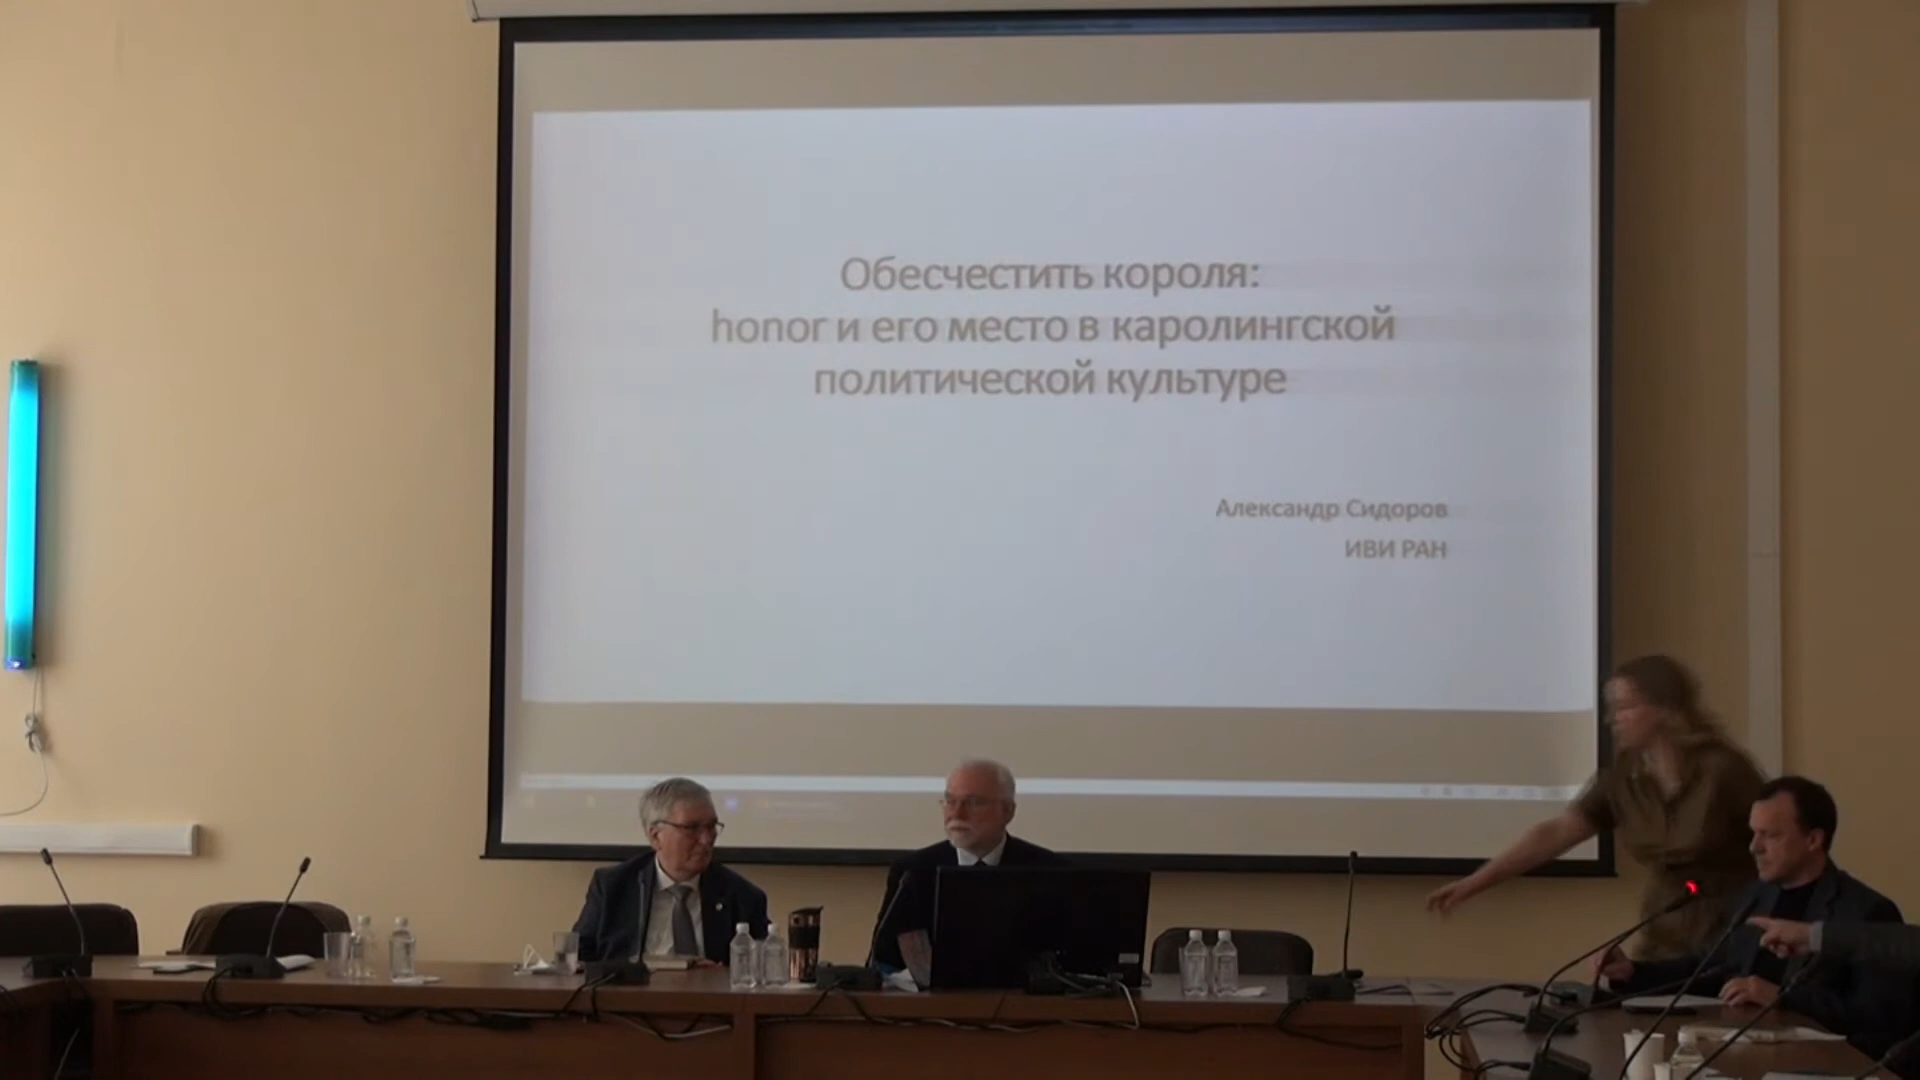 Обесчестить короля:
honor и его место в каролингской
политической культуре
Александр Сидоров
ИВИ РАН